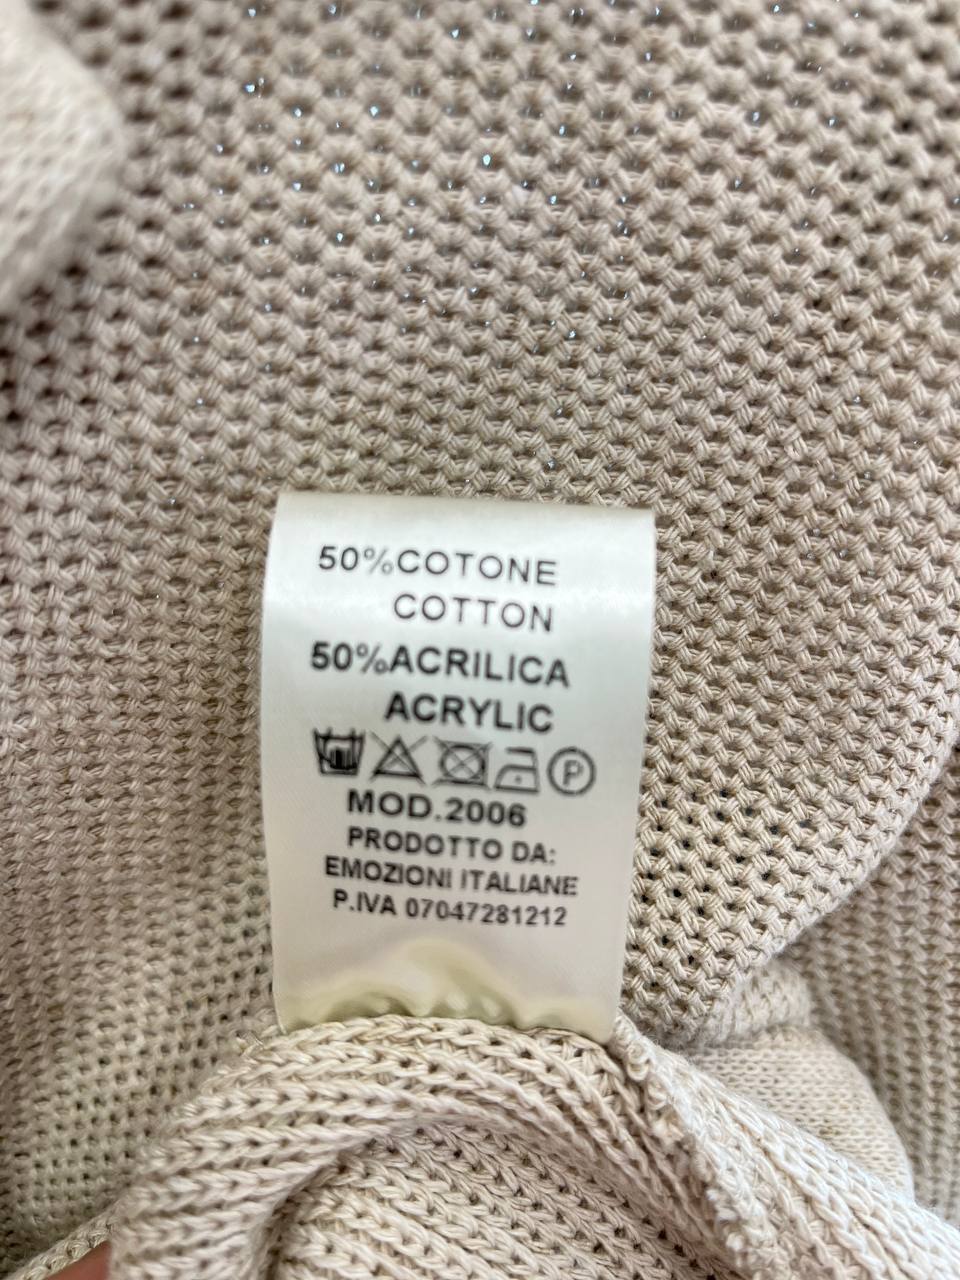 50%COTONE
COTTON
50%ACRILICA
ACRYLIC
P
MOD.2006
PRODOTTO DA:
EMOZIONI ITALIANE
P.IVA 07047281212